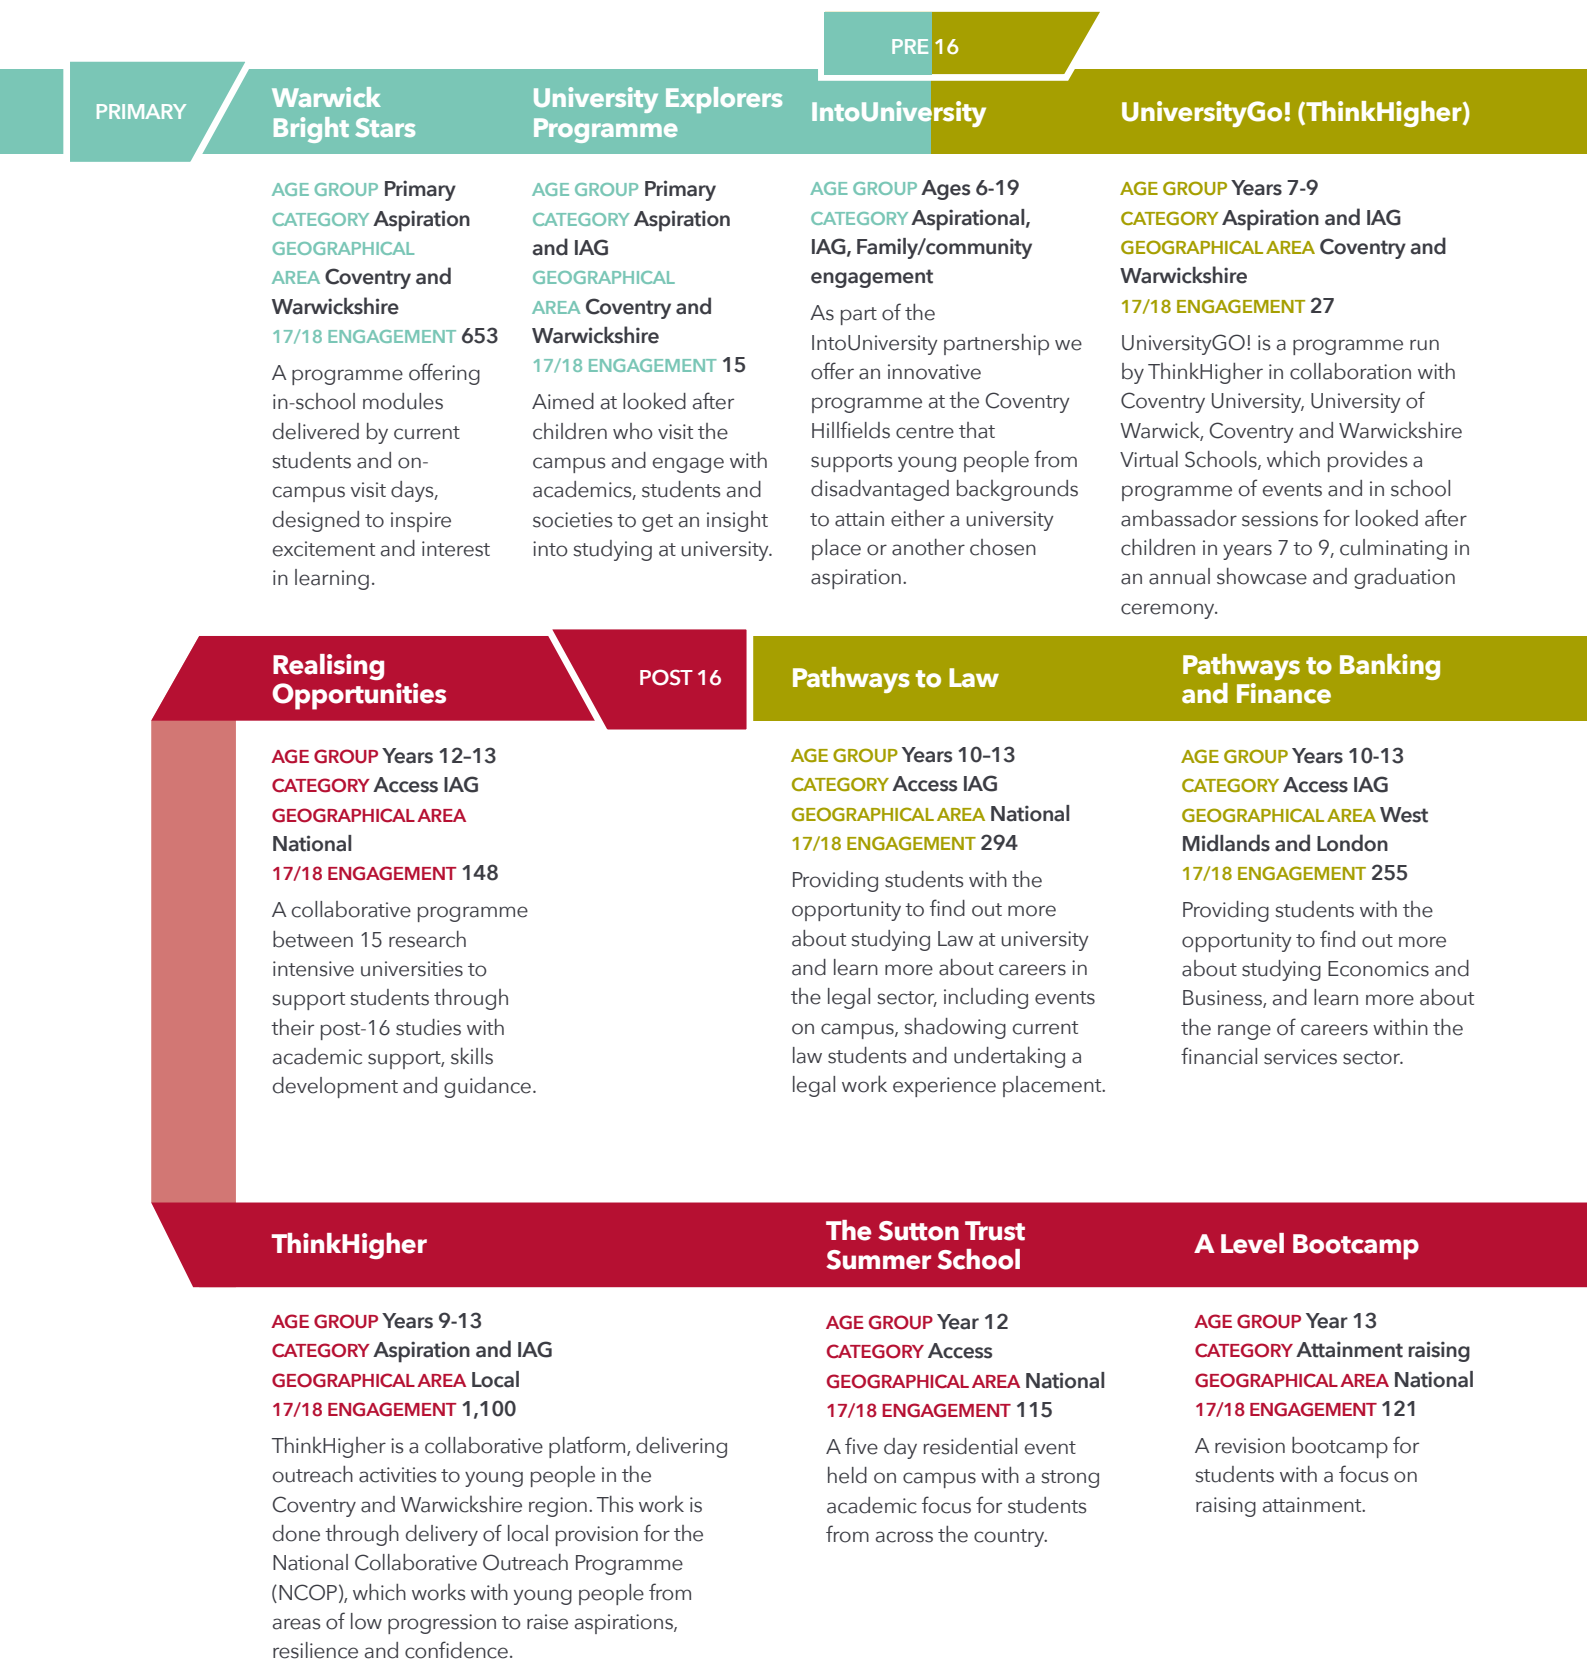 PRE 16
PRIMARY
Warwick
Bright Stars
AGE GROUP Primary
CATEGORY Aspiration
GEOGRAPHICAL
AREA Coventry and
Warwickshire
17/18 ENGAGEMENT 653
A programme offering
in-school modules
delivered by current
students and on-
campus visit days,
designed to inspire
excitement and interest
in learning.
University Explorers
Programme
AGE GROUP Primary
CATEGORY Aspiration
and IAG
GEOGRAPHICAL
AREA Coventry and
Warwickshire
17/18 ENGAGEMENT 15
Aimed at looked after
children who visit the
campus and engage with
academics, students and
societies to get an insight
into studying at university.
IntoUniversity
AGE GROUP Ages 6-19
CATEGORY Aspirational,
IAG, Family/community
engagement
As part of the
IntoUniversity partnership we
offer an innovative
programme at the Coventry
Hillfields centre that
supports young people from
disadvantaged backgrounds
to attain either a university
place or another chosen
aspiration.
UniversityGo! (ThinkHigher)
AGE GROUP Years 7-9
CATEGORY Aspiration and IAG
GEOGRAPHICAL AREA Coventry and
Warwickshire
17/18 ENGAGEMENT 27
UniversityGO! is a programme run
by ThinkHigher in collaboration with
Coventry University, University of
Warwick, Coventry and Warwickshire
Virtual Schools, which provides a
programme of events and in school
ambassador sessions for looked after
children in years 7 to 9, culminating in
an annual showcase and graduation
ceremony.
Realising
Opportunities
AGE GROUP Years 12–13
CATEGORY Access IAG
GEOGRAPHICAL AREA
National
17/18 ENGAGEMENT 148
A collaborative programme
between 15 research
intensive universities to
support students through
their post-16 studies with
academic support, skills
development and guidance.
POST 16
Pathways to Law
AGE GROUP Years 10–13
CATEGORY Access IAG
GEOGRAPHICAL AREA National
17/18 ENGAGEMENT 294
Providing students with the
opportunity to find out more
about studying Law at university
and learn more about careers in
the legal sector, including events
on campus, shadowing current
law students and undertaking a
legal work experience placement.
Pathways to Banking
and Finance
AGE GROUP Years 10-13
CATEGORY Access IAG
GEOGRAPHICAL AREA West
Midlands and London
17/18 ENGAGEMENT 255
Providing students with the
opportunity to find out more
about studying Economics and
Business, and learn more about
the range of careers within the
financial services sector.
ThinkHigher
AGE GROUP Years 9-13
CATEGORY Aspiration and IAG
GEOGRAPHICAL AREA Local
17/18 ENGAGEMENT 1,100
ThinkHigher is a collaborative platform, delivering
outreach activities to young people in the
Coventry and Warwickshire region. This work is
done through delivery of local provision for the
National Collaborative Outreach Programme
(NCOP), which works with young people from
areas of low progression to raise aspirations,
resilience and confidence.
The Sutton Trust
Summer School
AGE GROUP Year 12
CATEGORY Access
GEOGRAPHICAL AREA National
17/18 ENGAGEMENT 115
A five day residential event
held on campus with a strong
academic focus for students
from across the country.
A Level Bootcamp
AGE GROUP Year 13
CATEGORY Attainment raising
GEOGRAPHICAL AREA National
17/18 ENGAGEMENT 121
A revision bootcamp for
students with a focus on
raising attainment.